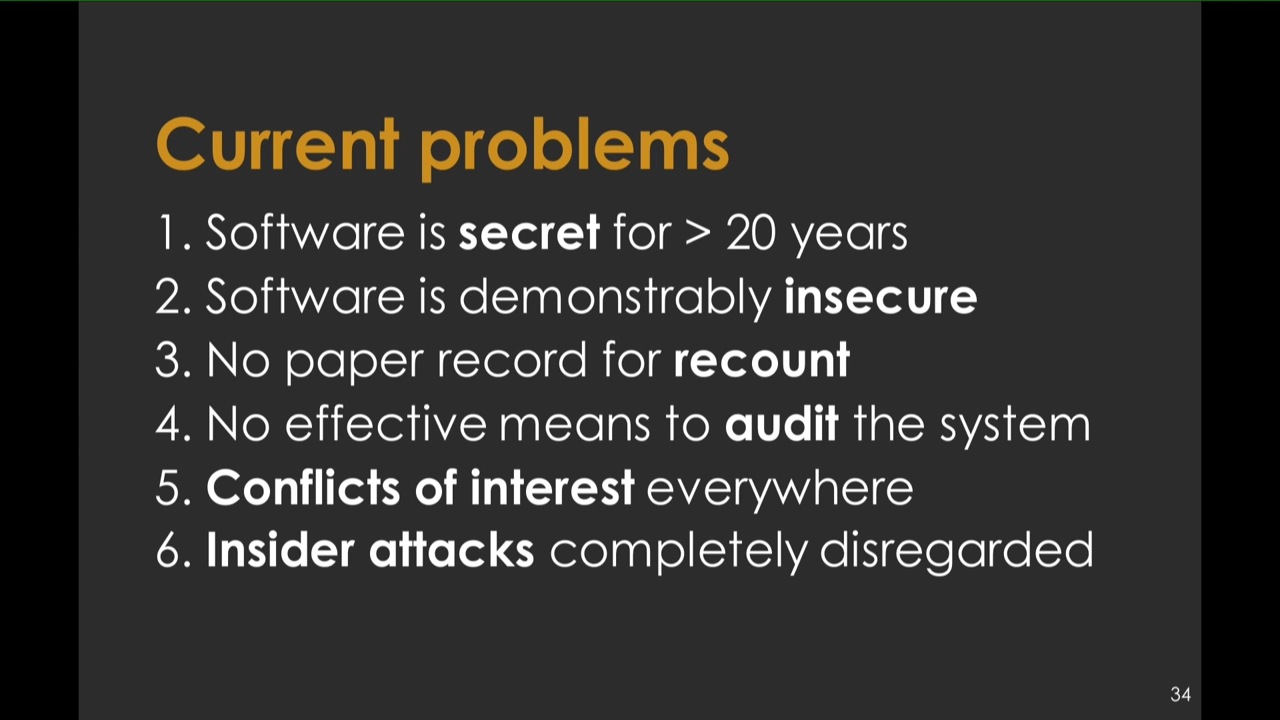 Current problems
1. Software is secret for > 20 years
2. Software is demonstrably insecure
3. No paper record for recount
4. No effective means to audit the system
5. Conflicts of interest everywhere
6. Insider attacks completely disregarded
34